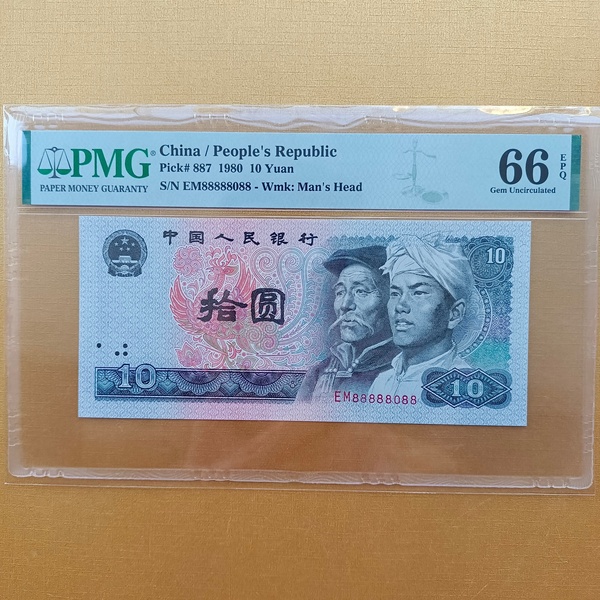 PMG®
PAPER MONEY GUARANTY
China / People's Republic
Pick# 887 1980 10 Yuan
S/N EM88888088 - Wmk: Man's Head
66 EPQ
Gem Uncirculated
中国人民银行
10
拾圆
10
10
EM88888088